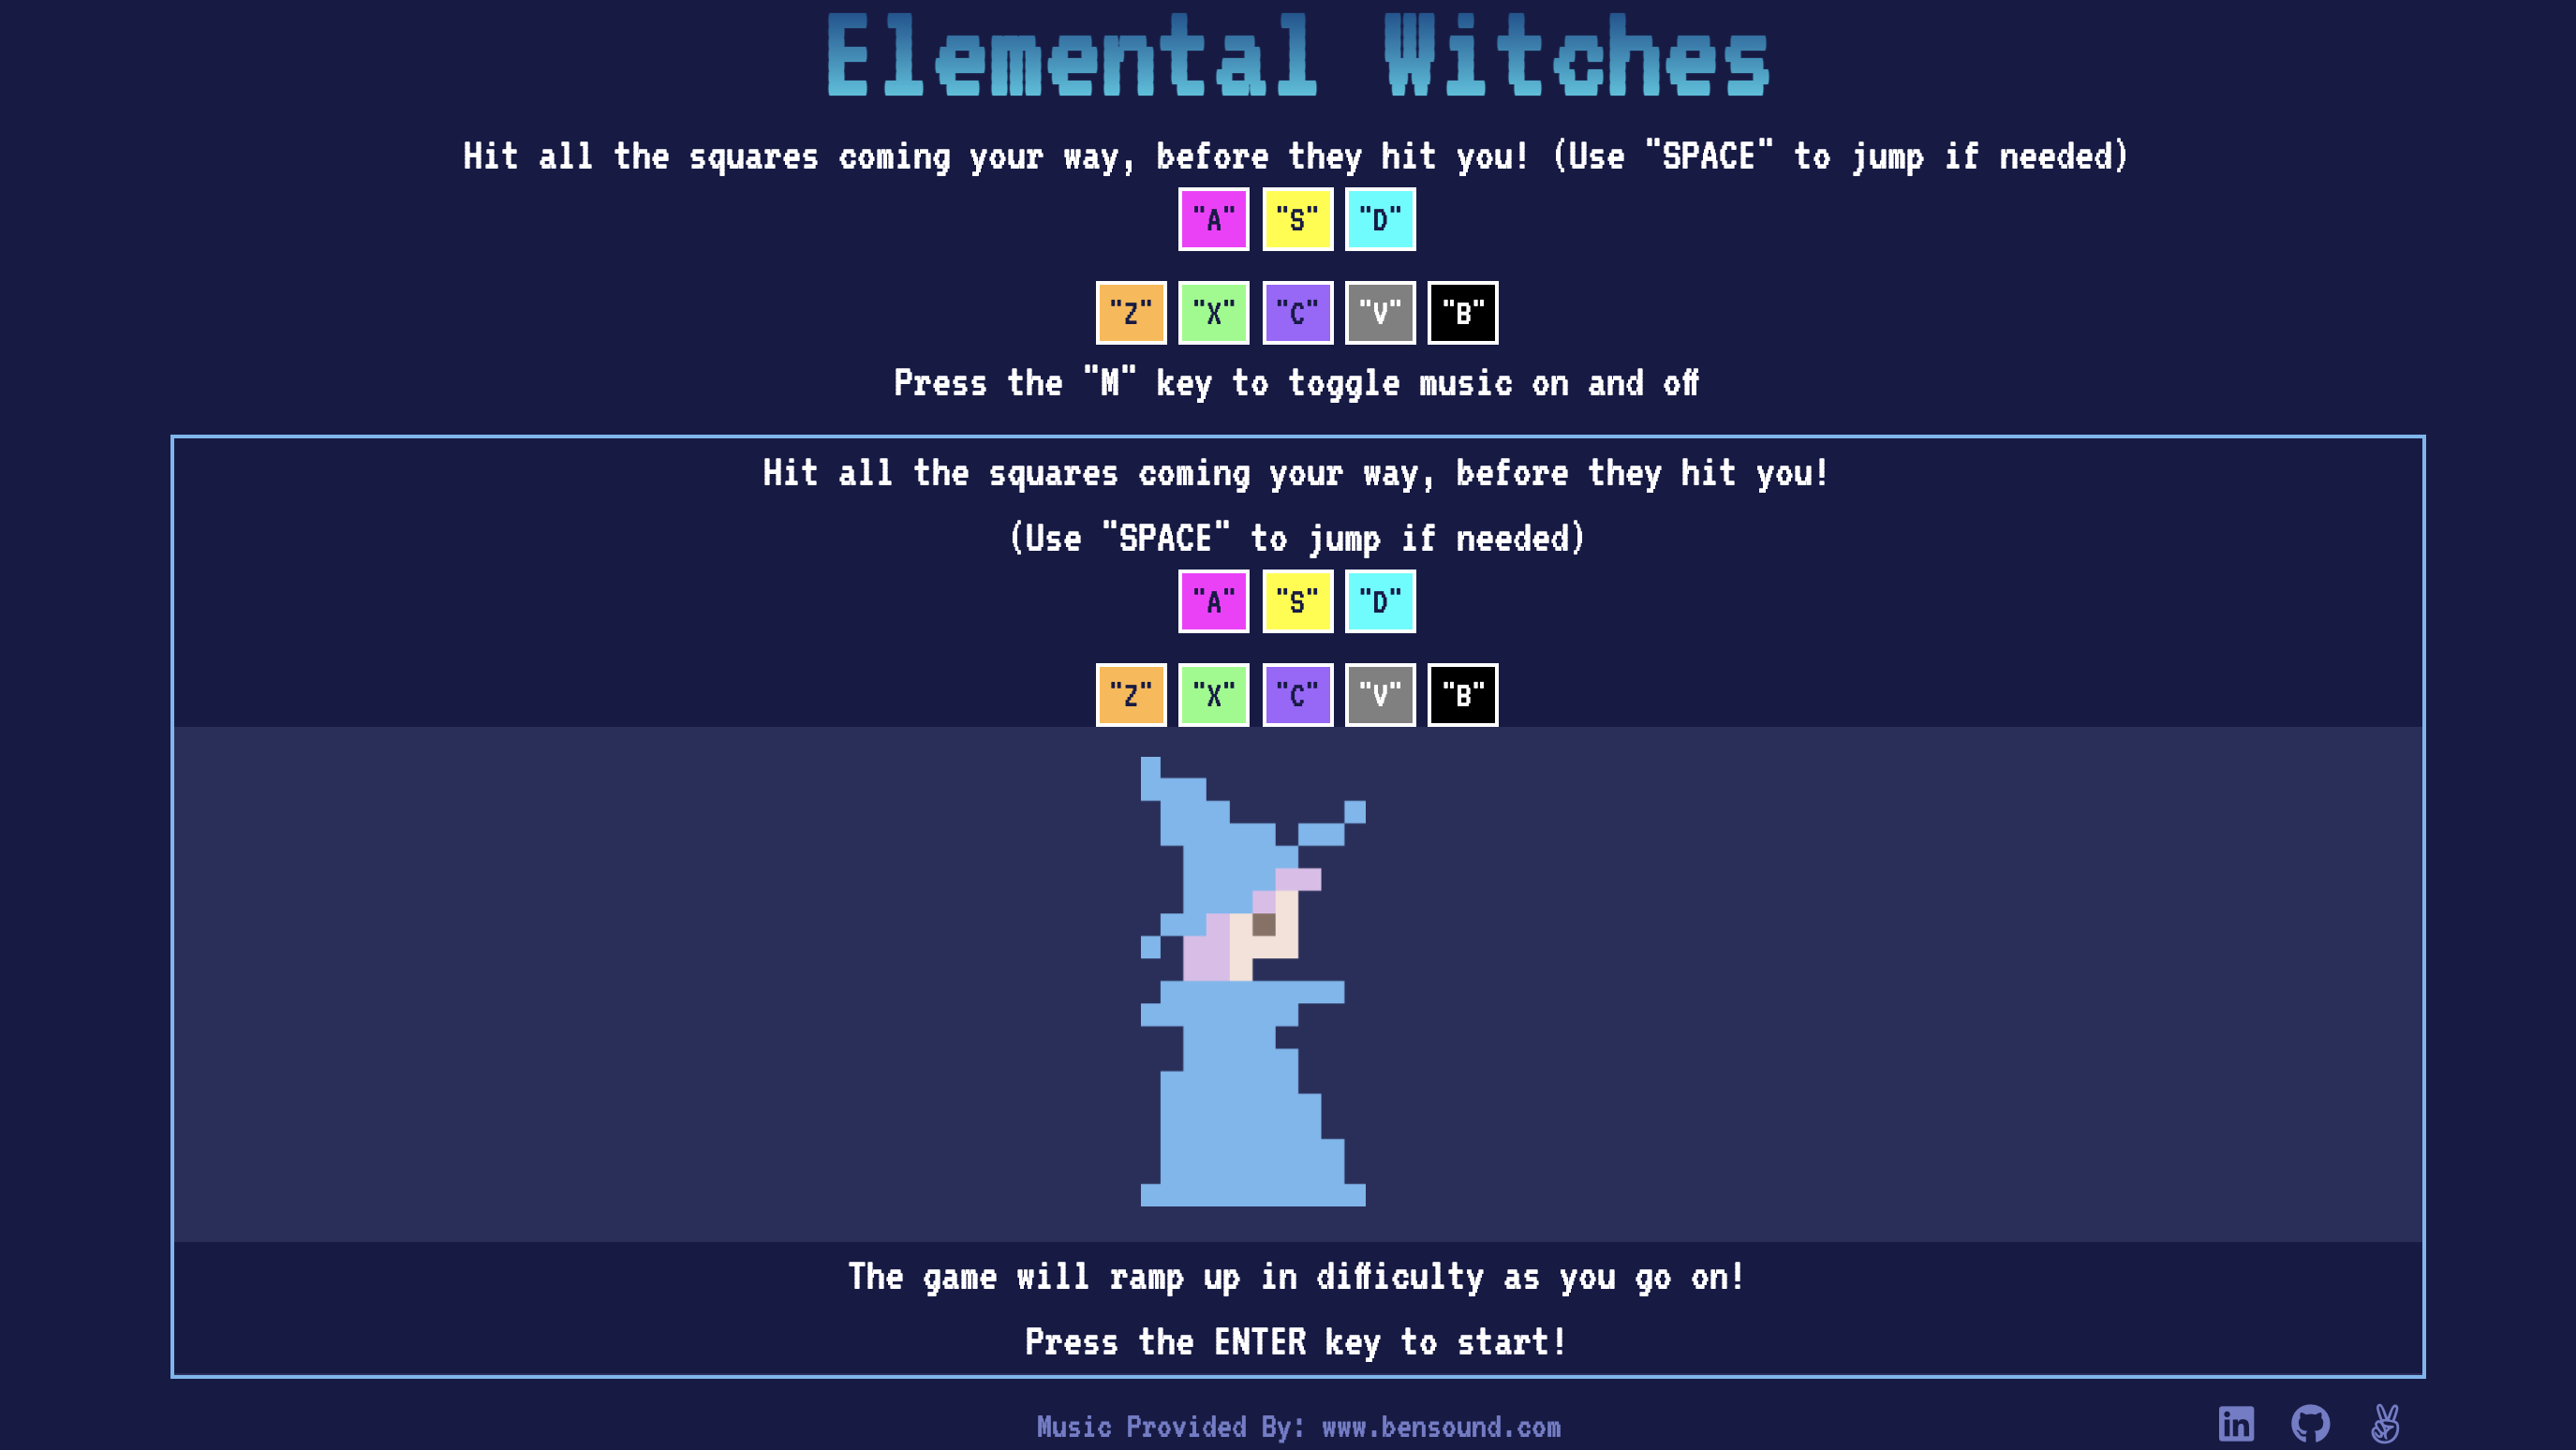 Elemental Witches
Hit all the squares coming your way, before they hit you! (Use "SPACE" to jump if needed)
"A" "S" "D"
"Z" "X" "C" "V" "B"
Press the "M" key to toggle music on and off
Hit all the squares coming your way, before they hit you!
(Use "SPACE" to jump if needed)
"A" "S" "D"
"Z" "X" "C" "V" "B"
The game will ramp up in difficulty as you go on!
Press the ENTER key to start!
Music Provided By: www.bensound.com
in